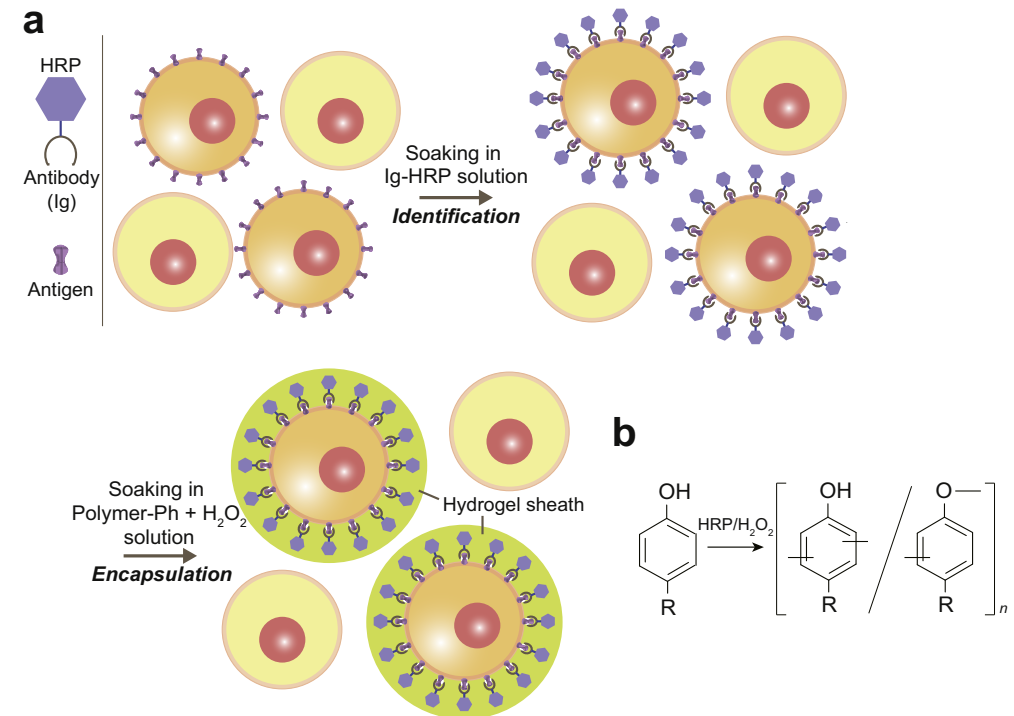 a
HRP
Antibody
(Ig)
Antigen
Soaking in
Ig-HRP solution
Identification
Soaking in
Polymer-Ph + H₂O₂
solution
Encapsulation
Hydrogel sheath
b
OH
R
HRP/H₂O₂
OH
R
O
R
n